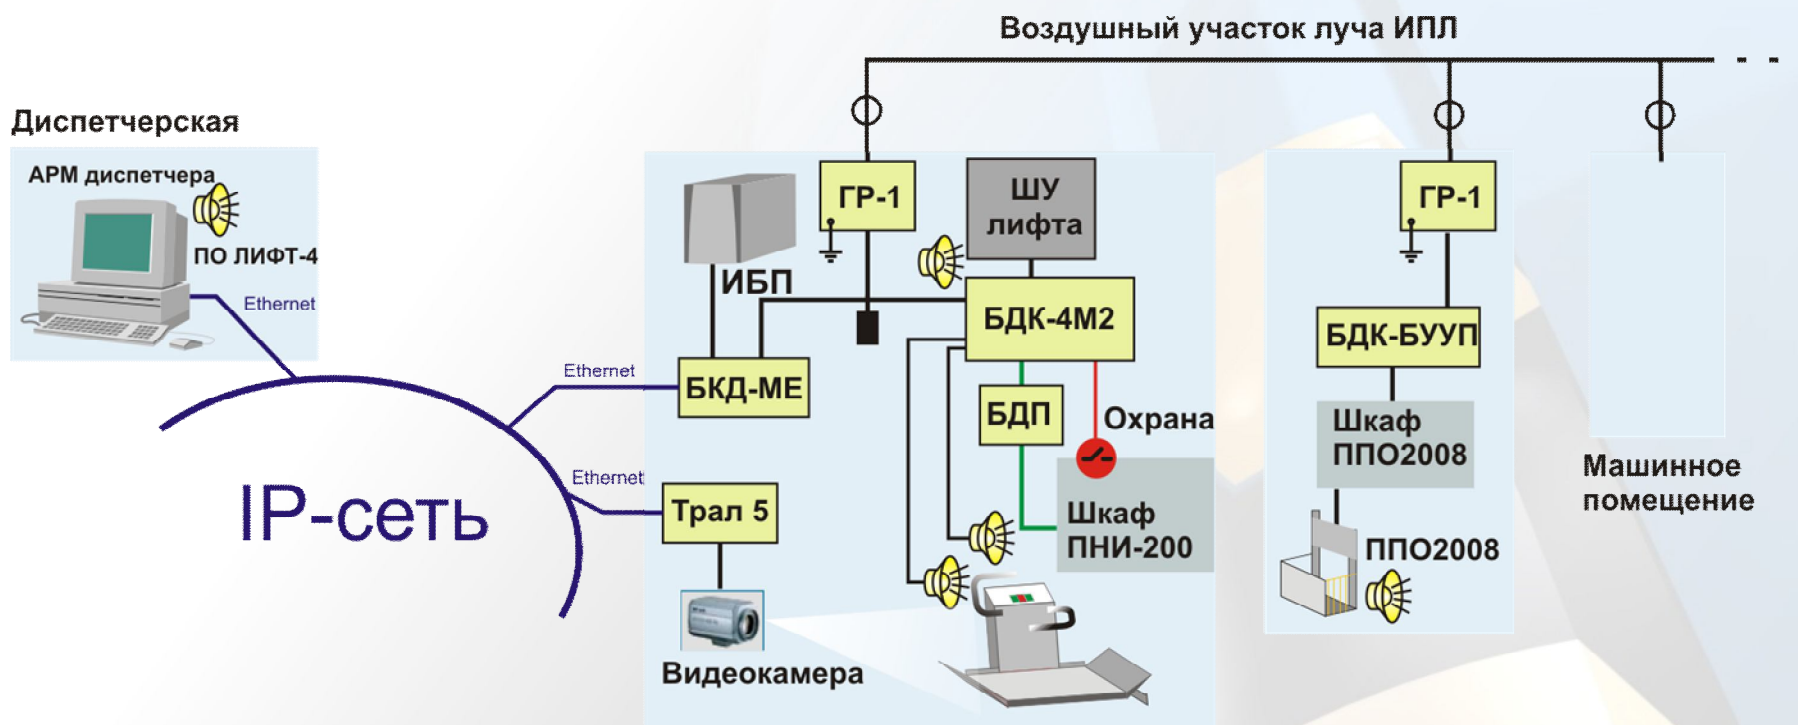 Воздушный участок луча ИПЛ
Диспетчерская
АРМ диспетчера
ПО ЛИФТ-4
Ethernet
IP-сеть
Ethernet
Ethernet
ИБП
БКД-МЕ
Трал 5
Видеокамера
ГР-1
ШУ
лифта
БДК-4М2
БДП
Охрана
Шкаф
ПНИ-200
ГР-1
БДК-БУУП
Шкаф
ППО2008
ППО2008
Машинное
помещение